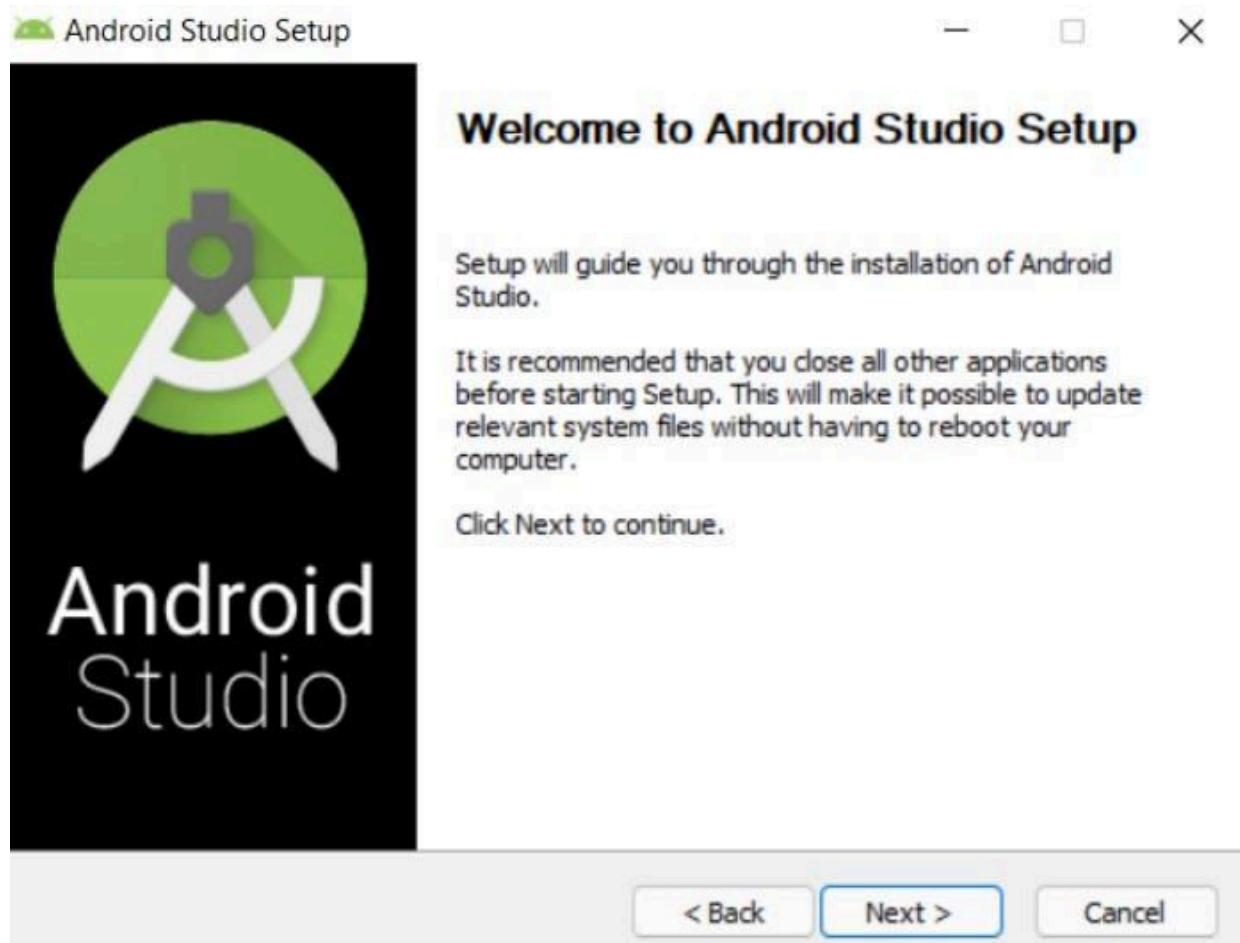 Android Studio Setup
Welcome to Android Studio Setup
Setup will guide you through the installation of Android
Studio.
It is recommended that you close all other applications
before starting Setup. This will make it possible to update
relevant system files without having to reboot your
computer.
Click Next to continue.
Android
Studio
< Back Next > Cancel